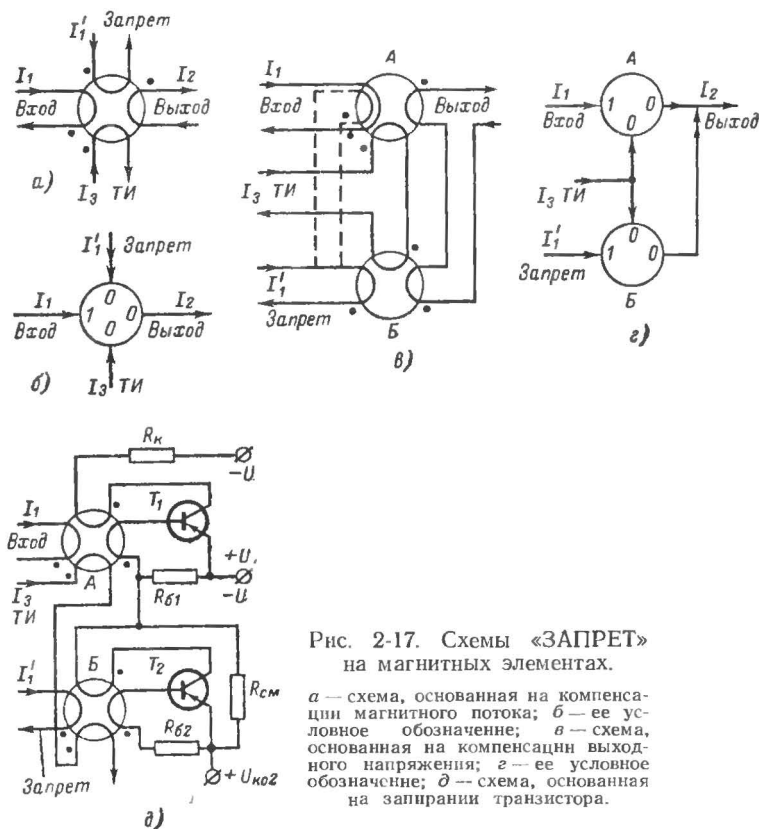 Запрет
I₁'
I₁
I₂
Вход
Выход
I₃
ТИ
а)
I₁'
Запрет
I₁
I₂
1
0
0
0
Вход
Выход
I₃ ТИ
б)
А
I₁
Вход
Выход
I₃ ТИ
I₁'
Б
Запрет
в)
А
I₁
I₂
1
0
0
Вход
Выход
I₃ ТИ
I₁'
1
0
0
Запрет
Б
г)
Rк
-U
I₁
T₁
Вход
+U
А
I₃
ТИ
Rб1
-U
Б
I₁'
T₂
Rсм
Rб2
Запрет
+Uко2
д)
Рис. 2-17. Схемы «ЗАПРЕТ»
на магнитных элементах.
а — схема, основанная на компенса-
ции магнитного потока; б — ее ус-
ловное обозначение; в — схема,
основанная на компенсации выход-
ного напряжения; г — ее условное
обозначение; д — схема, основанная
на запирании транзистора.